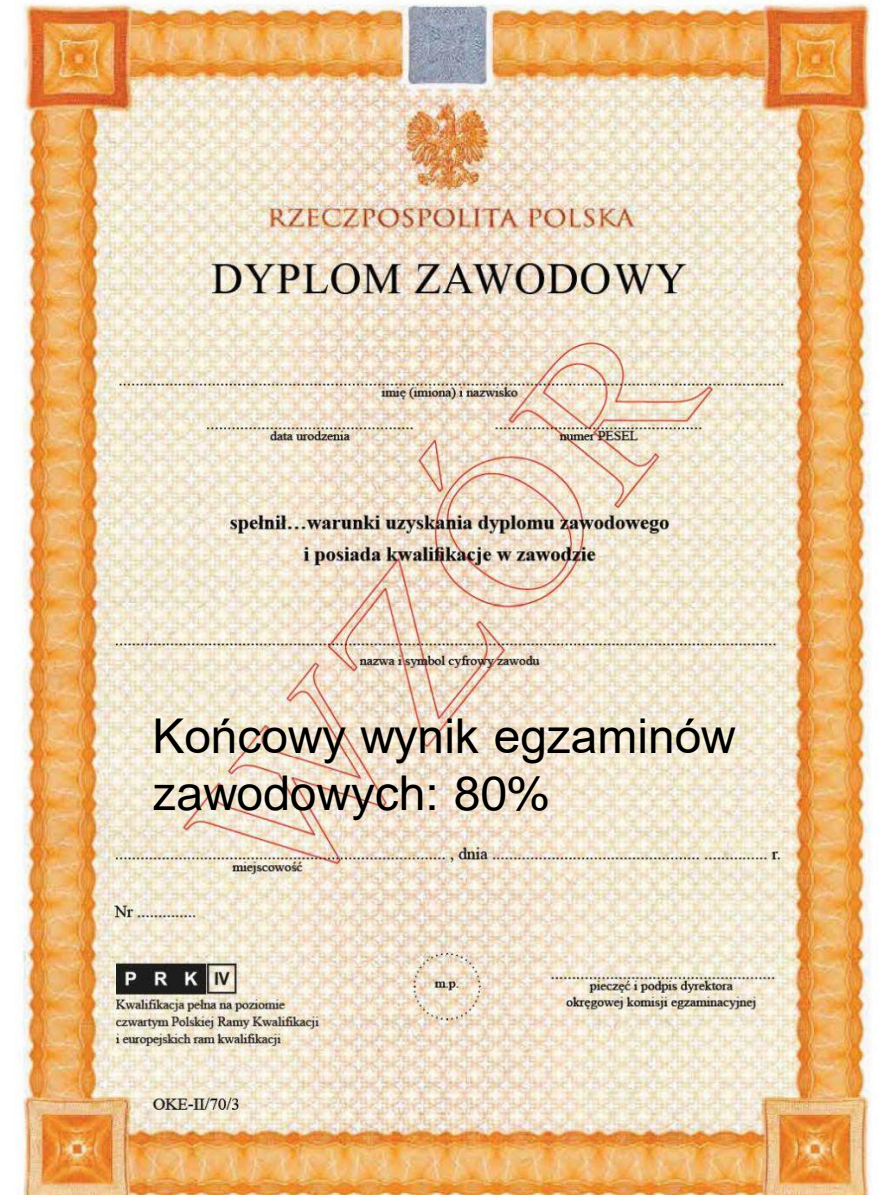 RZECZPOSPOLITA POLSKA
DYPLOM ZAWODOWY
imię (imiona) i nazwisko
data urodzenia numer PESEL
spełnił...warunki uzyskania dyplomu zawodowego
i posiada kwalifikacje w zawodzie
nazwa i symbol cyfrowy zawodu
WZÓR
Końcowy wynik egzaminów
zawodowych: 80%
.............................. , dnia .............................. ............ r.
miejscowość
Nr ..............
PRK IV
m.p.
Kwalifikacja pełna na poziomie
czwartym Polskiej Ramy Kwalifikacji
i europejskich ram kwalifikacji
pieczęć i podpis dyrektora
okręgowej komisji egzaminacyjnej
OKE-II/70/3